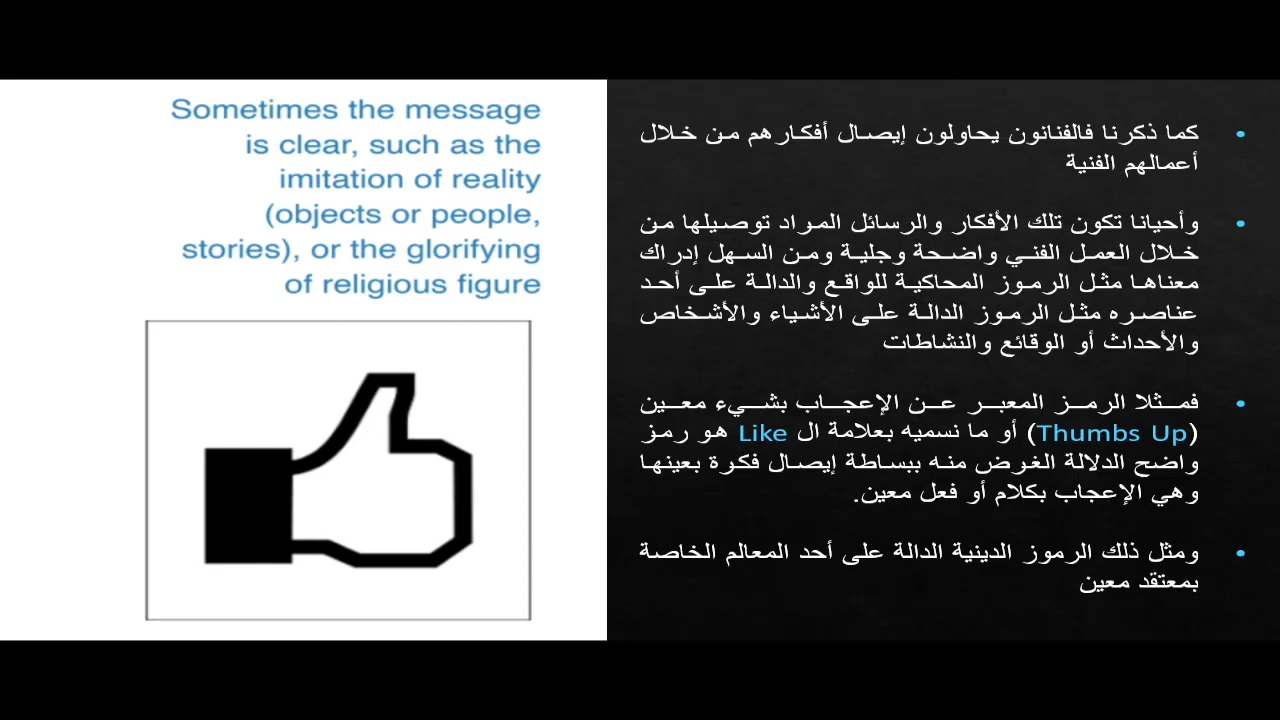 Sometimes the message
is clear, such as the
imitation of reality
(objects or people,
stories), or the glorifying
of religious figure
• كما ذكرنا فالفنانون يحاولون إيصال أفكارهم من خلال
أعمالهم الفنية
• وأحيانا تكون تلك الأفكار والرسائل المراد توصيلها من
خلال العمل الفني واضحة وجلية ومن السهل إدراك
معناها مثل الرموز المحاكية للواقع والدالة على أحد
عناصره مثل الرموز الدالة على الأشياء والأشخاص
والأحداث أو الوقائع والنشاطات
• فمثلا الرمز المعبر عن الإعجاب بشيء معين
(Thumbs Up) أو ما نسميه بعلامة ال Like هو رمز
واضح الدلالة الغرض منه ببساطة إيصال فكرة بعينها
وهي الإعجاب بكلام أو فعل معين.
• ومثل ذلك الرموز الدينية الدالة على أحد المعالم الخاصة
بمعتقد معين